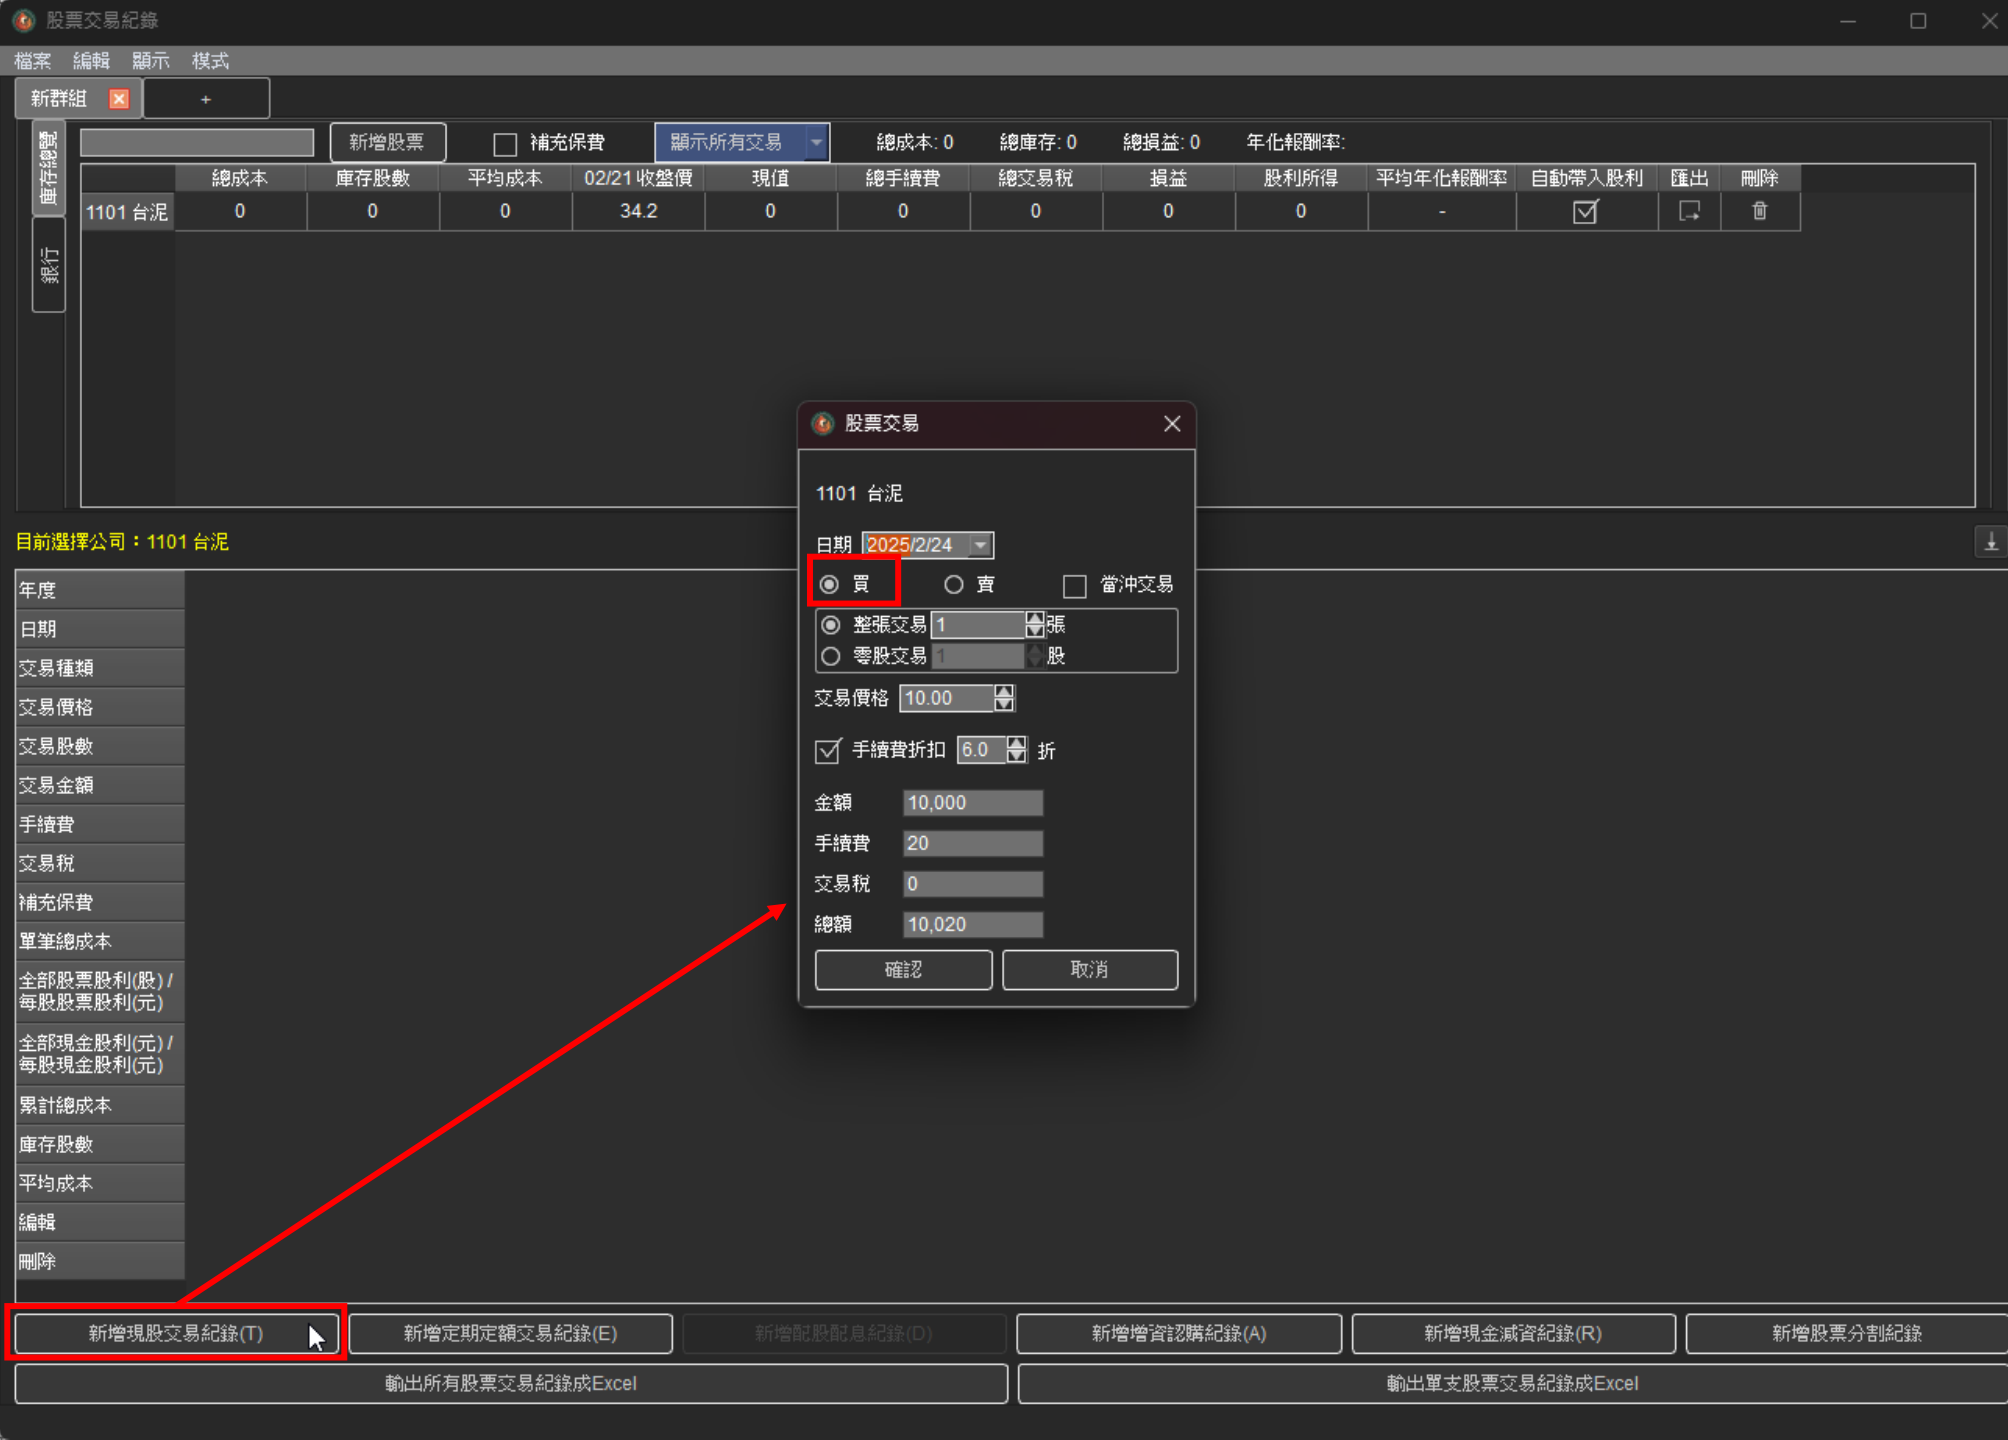 股票交易紀錄
檔案 編輯 顯示 模式
新群組 +
庫存總覽
銀行
新增股票 補充保費 顯示所有交易 總成本: 0 總庫存: 0 總損益: 0 年化報酬率:
總成本 庫存股數 平均成本 02/21 收盤價 現值 總手續費 總交易稅 損益 股利所得 平均年化報酬率 自動帶入股利 匯出 刪除
1101 台泥 0 0 0 34.2 0 0 0 0 0 -
目前選擇公司：1101 台泥
年度
日期
交易種類
交易價格
交易股數
交易金額
手續費
交易稅
補充保費
單筆總成本
全部股票股利(股) /
每股股票股利(元)
全部現金股利(元) /
每股現金股利(元)
累計總成本
庫存股數
平均成本
編輯
刪除
股票交易
1101 台泥
日期 2025/2/24
買 賣 當沖交易
整張交易 1 張
零股交易 1 股
交易價格 10.00
手續費折扣 6.0 折
金額 10,000
手續費 20
交易稅 0
總額 10,020
確認 取消
新增現股交易紀錄(T) 新增定期定額交易紀錄(E) 新增配股配息紀錄(D) 新增增資認購紀錄(A) 新增現金減資紀錄(R) 新增股票分割紀錄
輸出所有股票交易紀錄成Excel 輸出單支股票交易紀錄成Excel